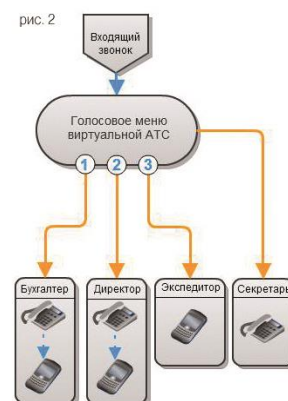 рис. 2
Входящий
звонок
Голосовое меню
виртуальной АТС
1 2 3
Бухгалтер Директор Экспедитор Секретарь